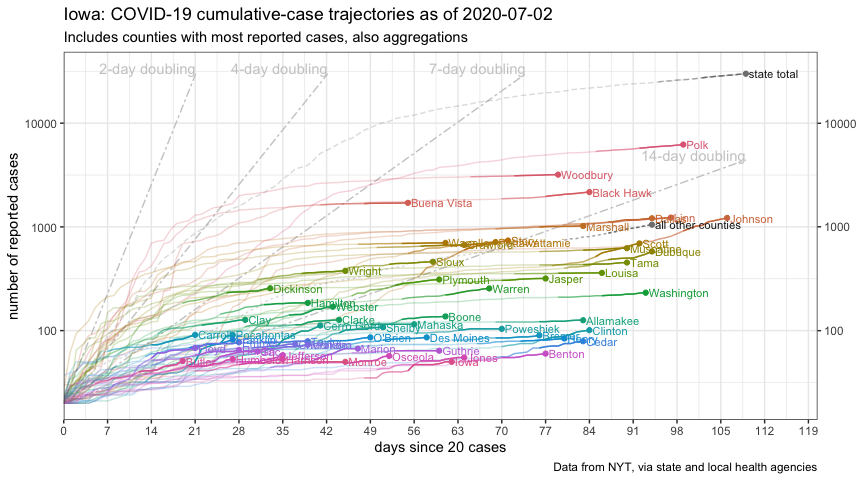 Iowa: COVID-19 cumulative-case trajectories as of 2020-07-02
Includes counties with most reported cases, also aggregations
2-day doubling
4-day doubling
7-day doubling
state total
10000
10000
Polk
14-day doubling
Woodbury
Black Hawk
Buena Vista
Johnson
1000
1000
Marshall
all other counties
Story
Scott
Dubuque
Sioux
Tama
Wright
Louisa
Plymouth
Jasper
Dickinson
Warren
Washington
Hamilton
Webster
Boone
Clay
Clarke
Cerro Gordo
Shelby
Mahaska
Allamakee
100
100
Poweshiek
Clinton
Carroll
Pocahontas
O'Brien
Des Moines
Cedar
Marion
Guthrie
Osceola
Benton
Butler
Humboldt
Jefferson
Harrison
Monroe
Jones
Iowa
number of reported cases
0 7 14 21 28 35 42 49 56 63 70 77 84 91 98 105 112 119
days since 20 cases
Data from NYT, via state and local health agencies